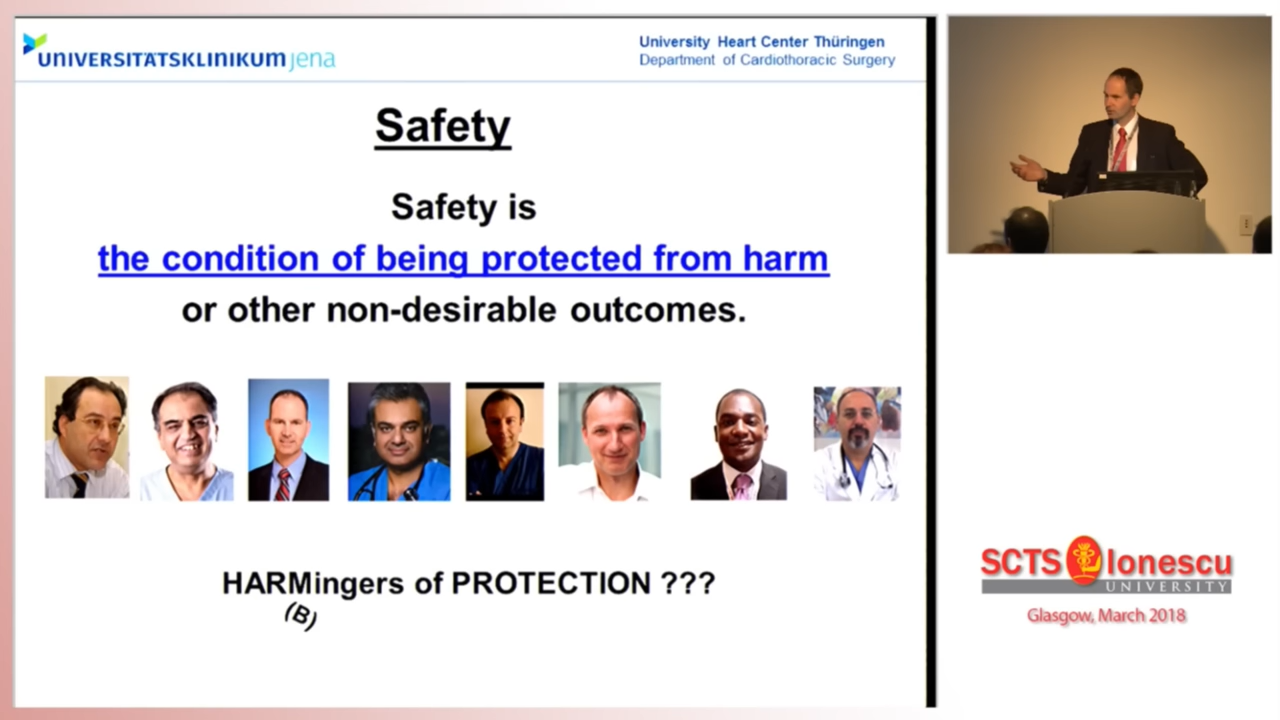 UNIVERSITÄTSKLINIKUM jena
University Heart Center Thüringen
Department of Cardiothoracic Surgery
Safety
Safety is
the condition of being protected from harm
or other non-desirable outcomes.
HARMingers of PROTECTION ???
(B)
SCTS Ionescu
UNIVERSITY
Glasgow, March 2018